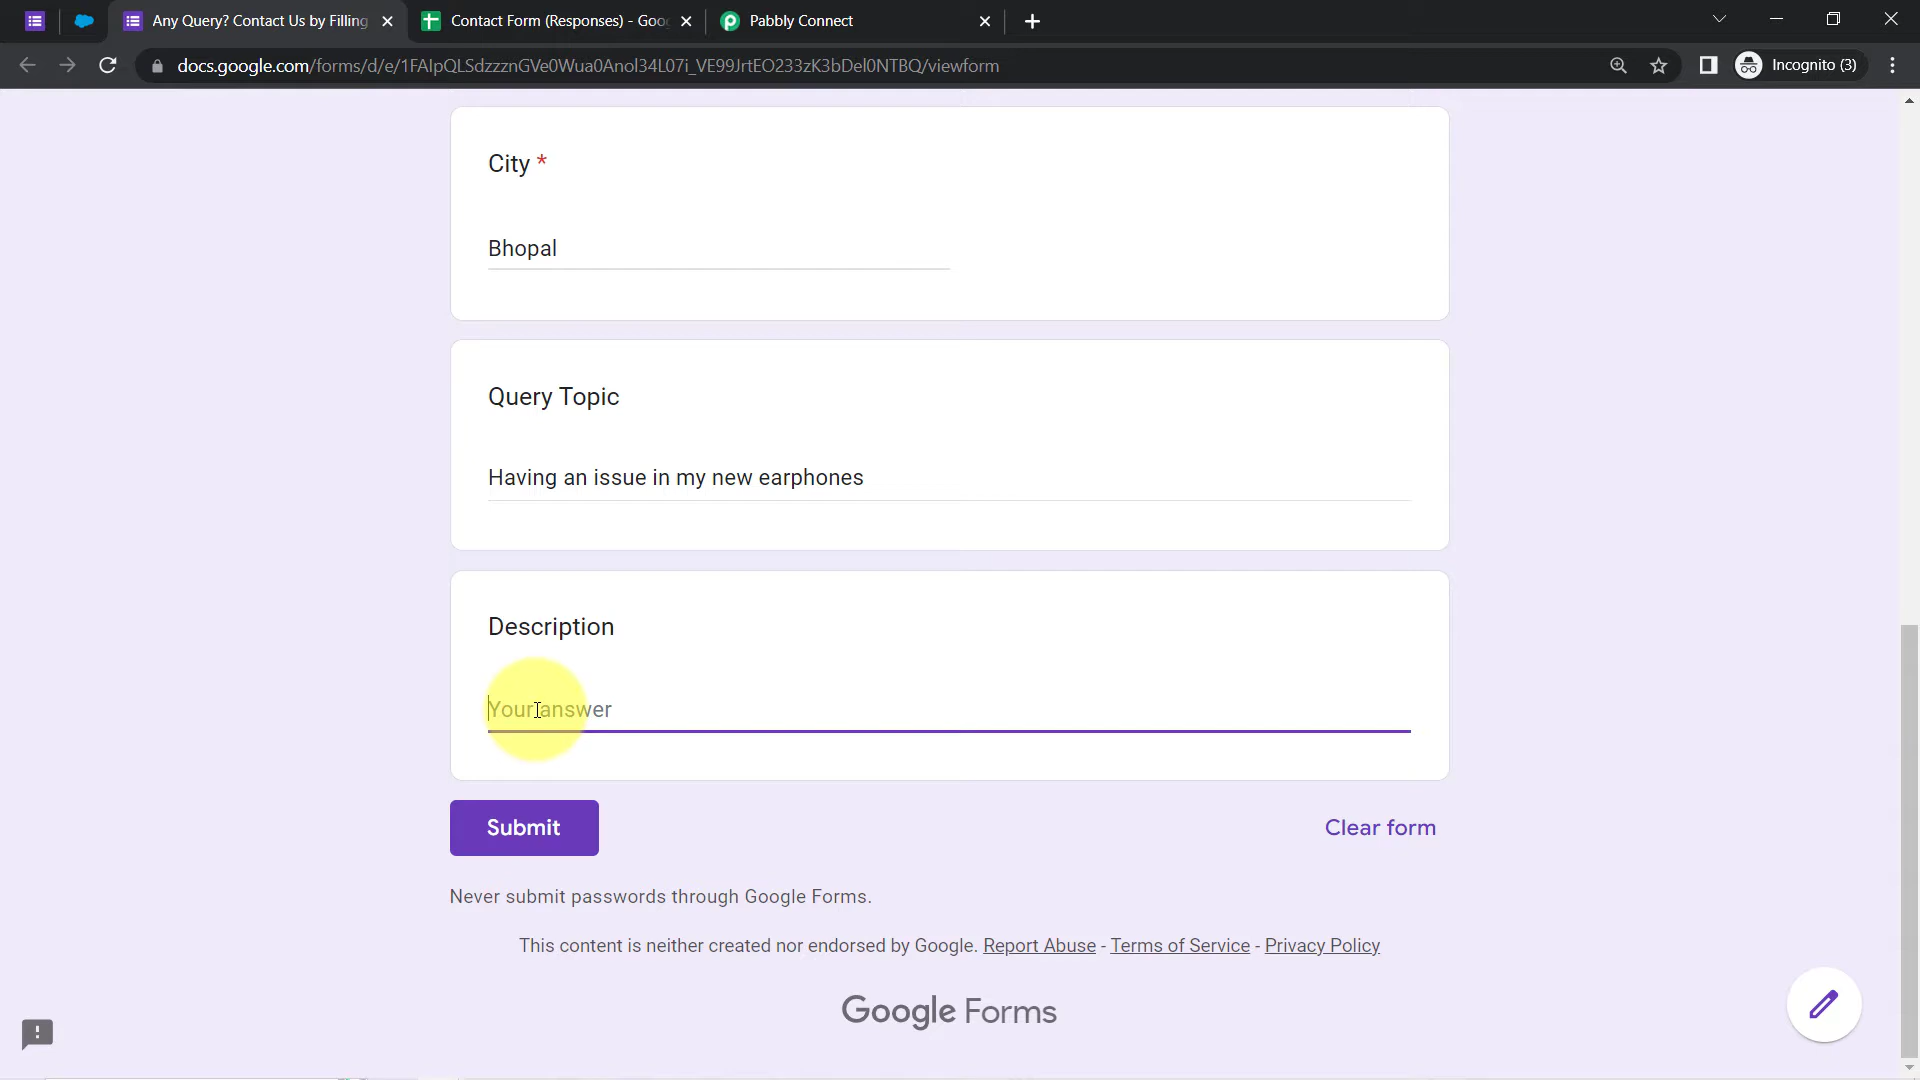 Any Query? Contact Us by Filling
Contact Form (Responses) - Goo
Pabbly Connect
docs.google.com/forms/d/e/1FAIpQLSdzzznGVe0Wua0Anol34L07i_VE99JrtEO233zK3bDel0NTBQ/viewform
Incognito (3)
City *
Bhopal
Query Topic
Having an issue in my new earphones
Description
Your answer
Submit
Clear form
Never submit passwords through Google Forms.
This content is neither created nor endorsed by Google. Report Abuse - Terms of Service - Privacy Policy
Google Forms